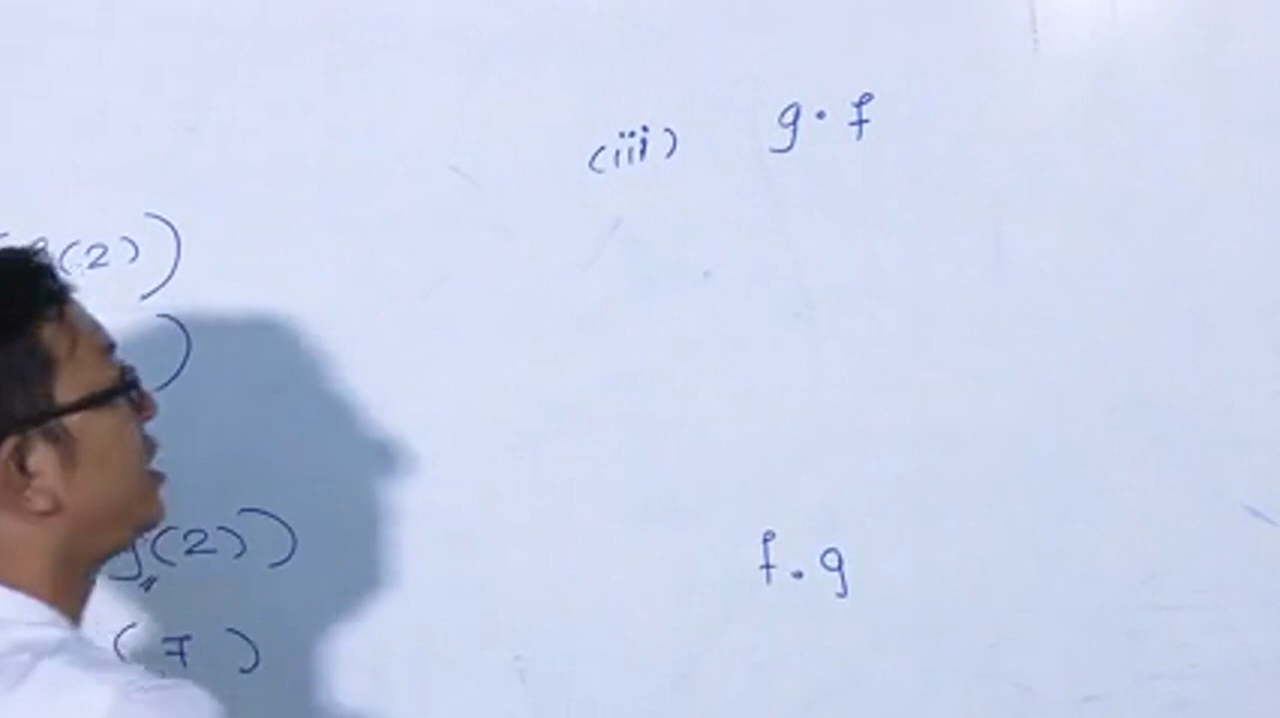 (iii) g · f
(2))
)
g(2))
(7)
f . g